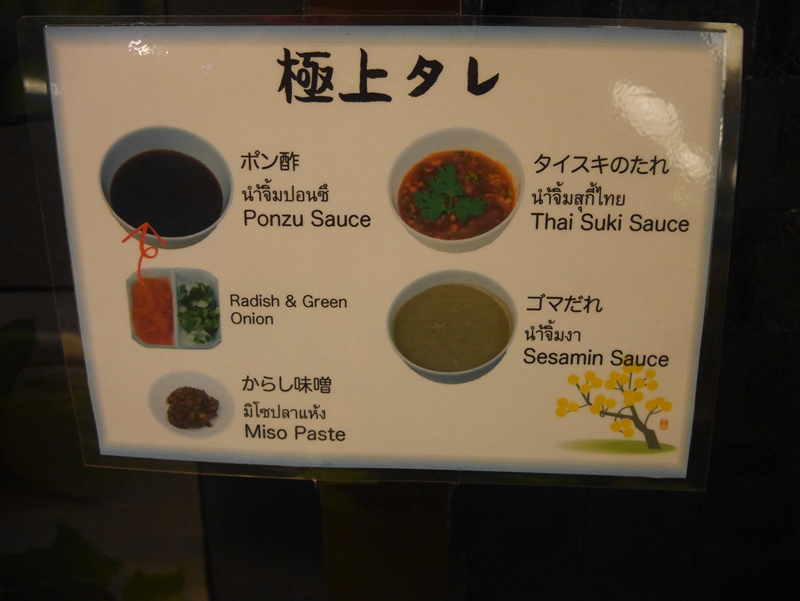 極上タレ
ポン酢
น้ำจิ้มปอนซึ
Ponzu Sauce
Radish & Green
Onion
からし味噌
มิโซปลาแห้ง
Miso Paste
タイスキのたれ
น้ำจิ้มสุกี้ไทย
Thai Suki Sauce
ゴマだれ
น้ำจิ้มงา
Sesamin Sauce